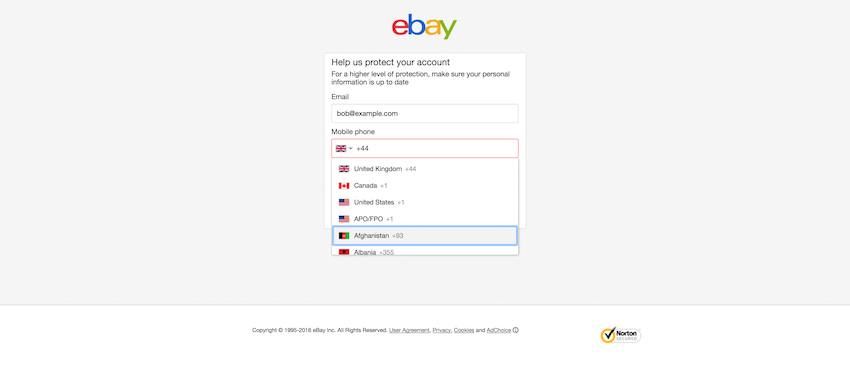 ebay
Help us protect your account
For a higher level of protection, make sure your personal
information is up to date
Email
bob@example.com
Mobile phone
+44
United Kingdom +44
Canada +1
United States +1
APO/FPO +1
Afghanistan +93
Albania +355
Copyright © 1995-2016 eBay Inc. All Rights Reserved. User Agreement, Privacy, Cookies and AdChoice
Norton
SECURED